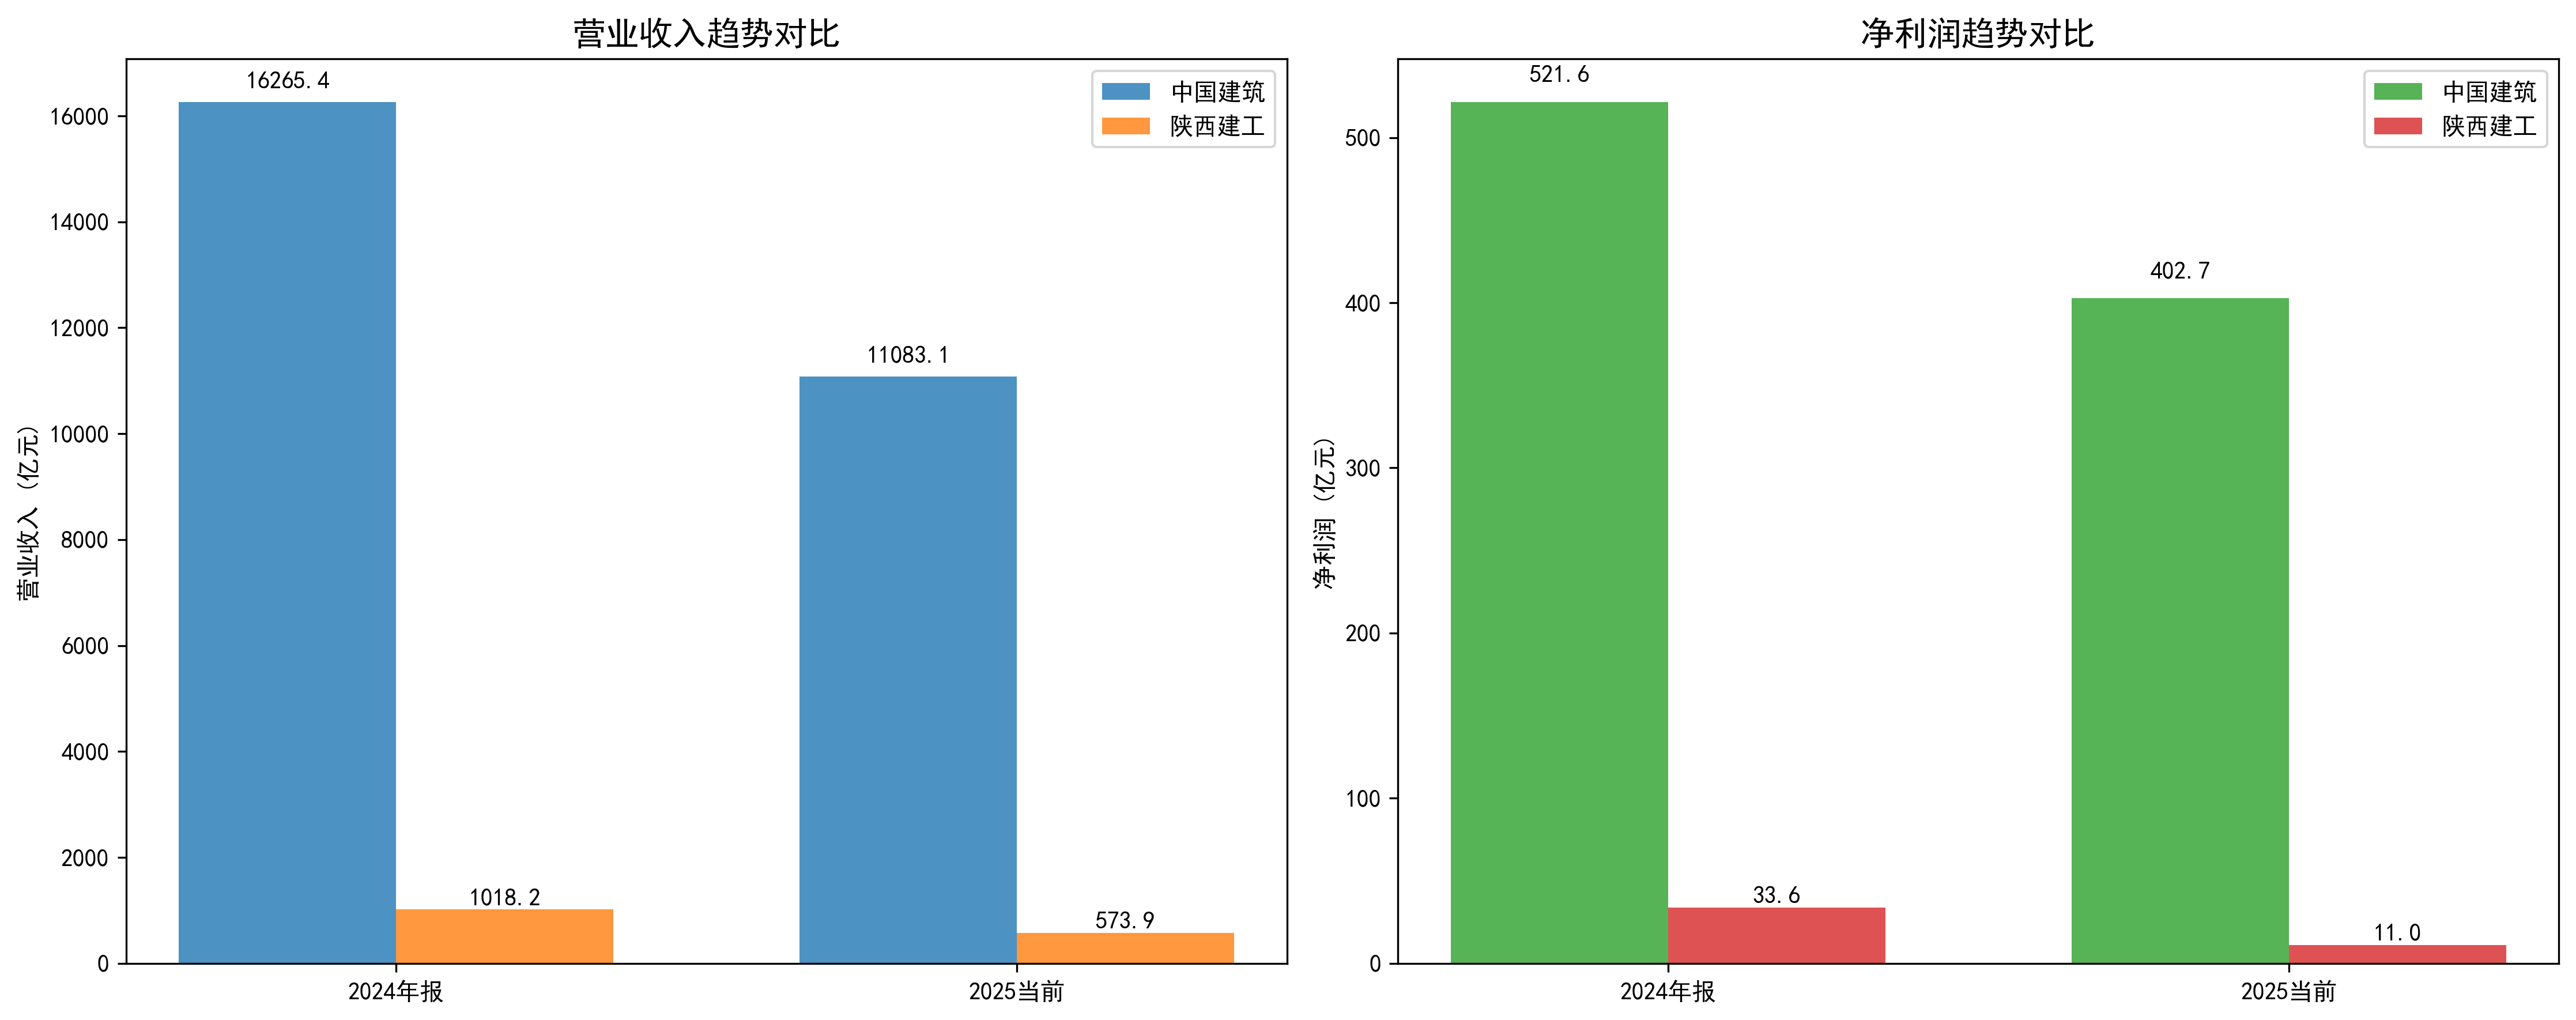 营业收入趋势对比
16265.4
中国建筑
陕西建工
16000
14000
12000
10000
8000
6000
4000
2000
0
11083.1
1018.2
573.9
营业收入 (亿元)
2024年报
2025当前
净利润趋势对比
521.6
中国建筑
陕西建工
500
400
300
200
100
0
402.7
33.6
11.0
净利润 (亿元)
2024年报
2025当前